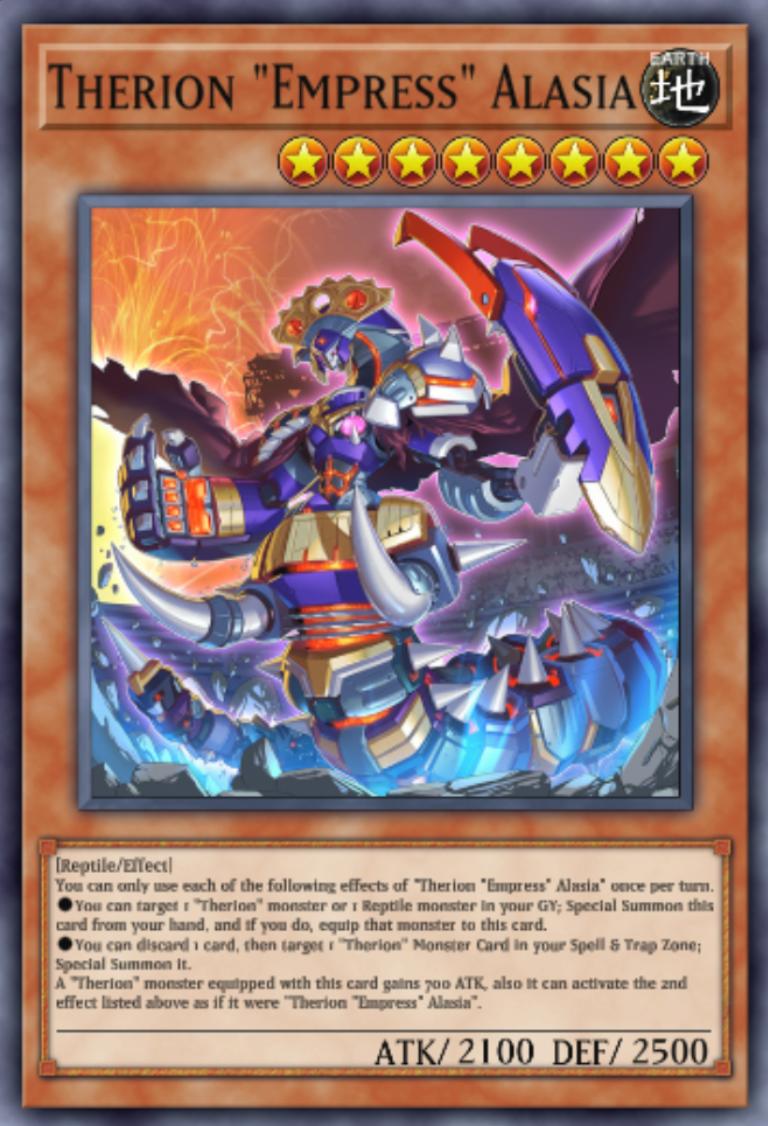 THERION "EMPRESS" ALASIA
EARTH
地
[Reptile/Effect]
You can only use each of the following effects of "Therion "Empress" Alasia" once per turn.
●You can target 1 "Therion" monster or 1 Reptile monster in your GY; Special Summon this
card from your hand, and if you do, equip that monster to this card.
●You can discard 1 card, then target 1 "Therion" Monster Card in your Spell & Trap Zone;
Special Summon it.
A "Therion" monster equipped with this card gains 700 ATK, also it can activate the 2nd
effect listed above as if it were "Therion "Empress" Alasia".
ATK/ 2100 DEF/ 2500